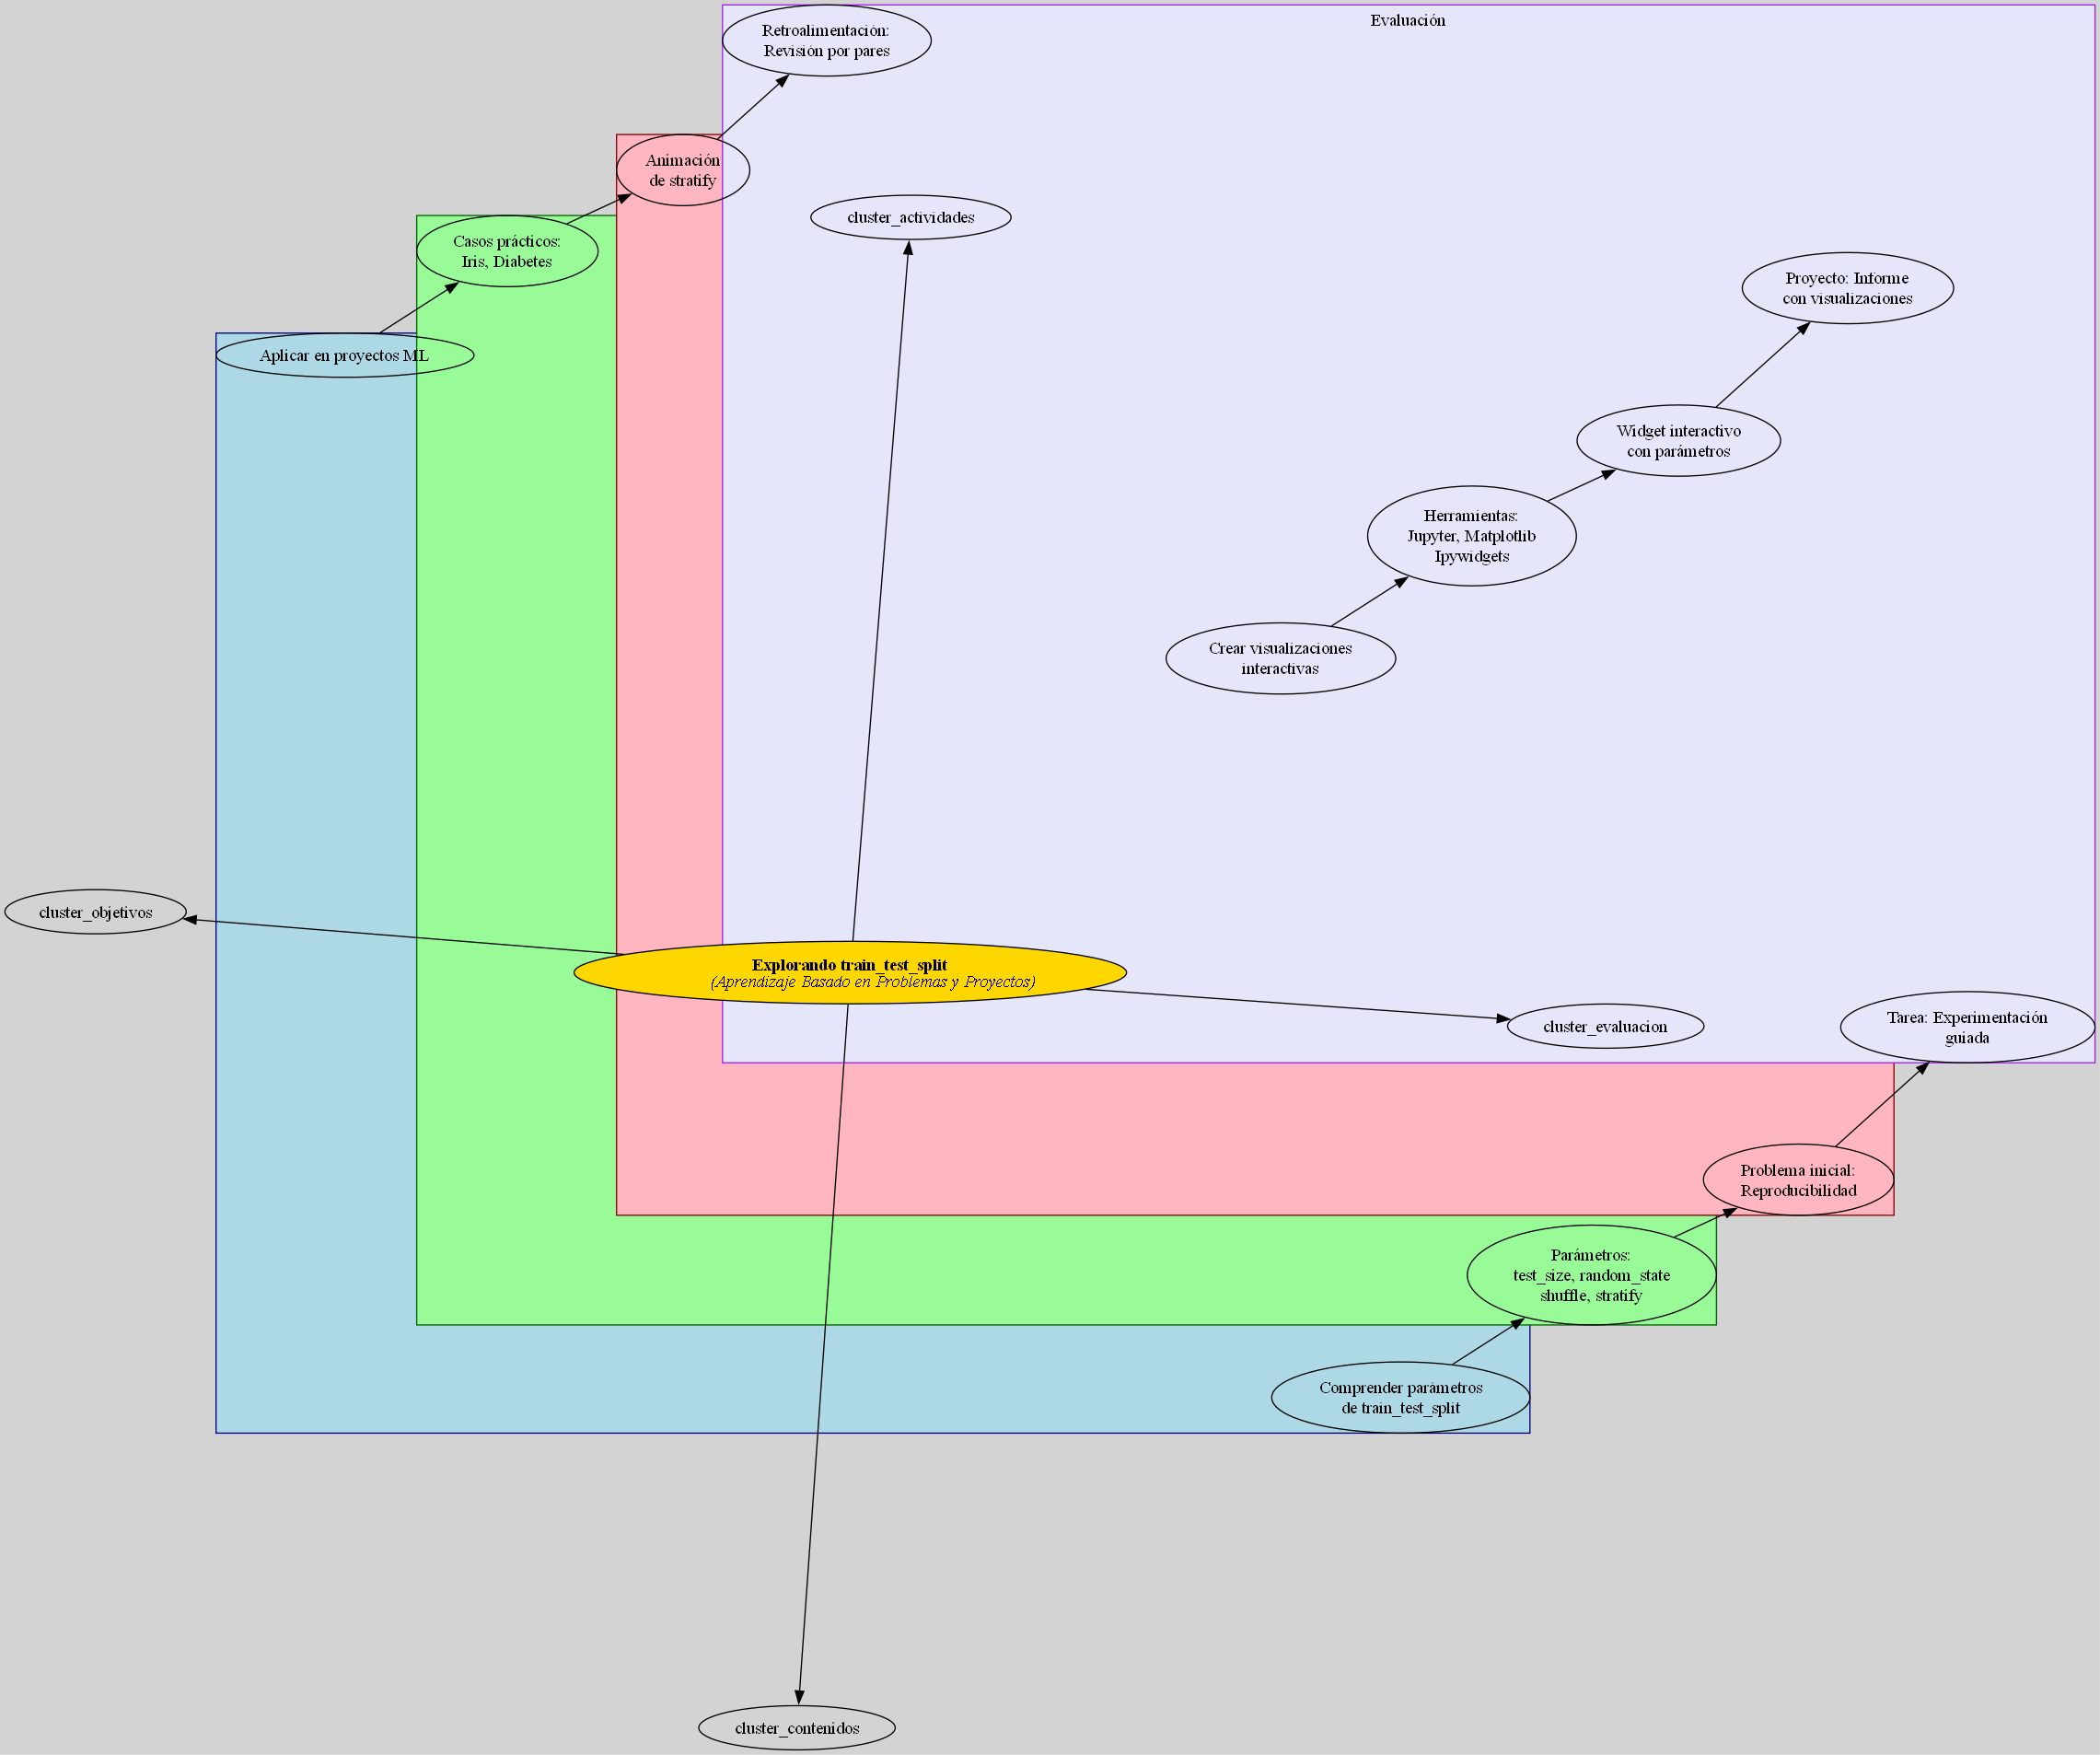 Evaluación
Retroalimentación:
Revisión por pares
Animación
de stratify
cluster_actividades
Casos prácticos:
Iris, Diabetes
Proyecto: Informe
con visualizaciones
Aplicar en proyectos ML
Widget interactivo
con parámetros
Herramientas:
Jupyter, Matplotlib
Ipywidgets
Crear visualizaciones
interactivas
cluster_objetivos
Explorando train_test_split
(Aprendizaje Basado en Problemas y Proyectos)
cluster_evaluacion
Tarea: Experimentación
guiada
Problema inicial:
Reproducibilidad
Parámetros:
test_size, random_state
shuffle, stratify
Comprender parámetros
de train_test_split
cluster_contenidos